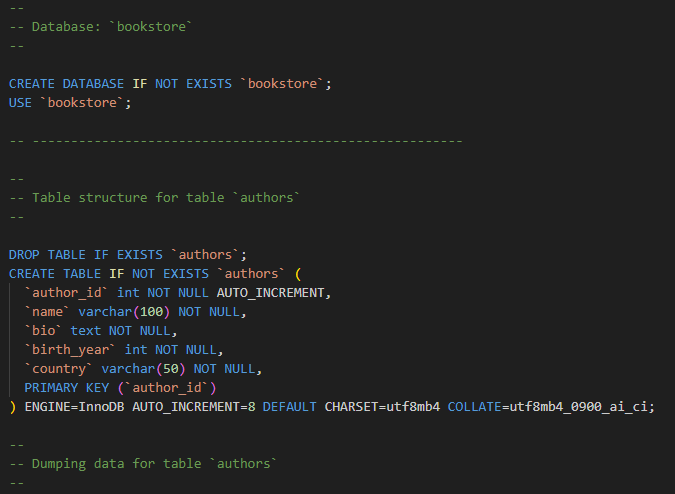 --
-- Database: `bookstore`
--
CREATE DATABASE IF NOT EXISTS `bookstore`;
USE `bookstore`;
-- --------------------------------------------------------
--
-- Table structure for table `authors`
--
DROP TABLE IF EXISTS `authors`;
CREATE TABLE IF NOT EXISTS `authors` (
`author_id` int NOT NULL AUTO_INCREMENT,
`name` varchar(100) NOT NULL,
`bio` text NOT NULL,
`birth_year` int NOT NULL,
`country` varchar(50) NOT NULL,
PRIMARY KEY (`author_id`)
) ENGINE=InnoDB AUTO_INCREMENT=8 DEFAULT CHARSET=utf8mb4 COLLATE=utf8mb4_0900_ai_ci;
--
-- Dumping data for table `authors`
--